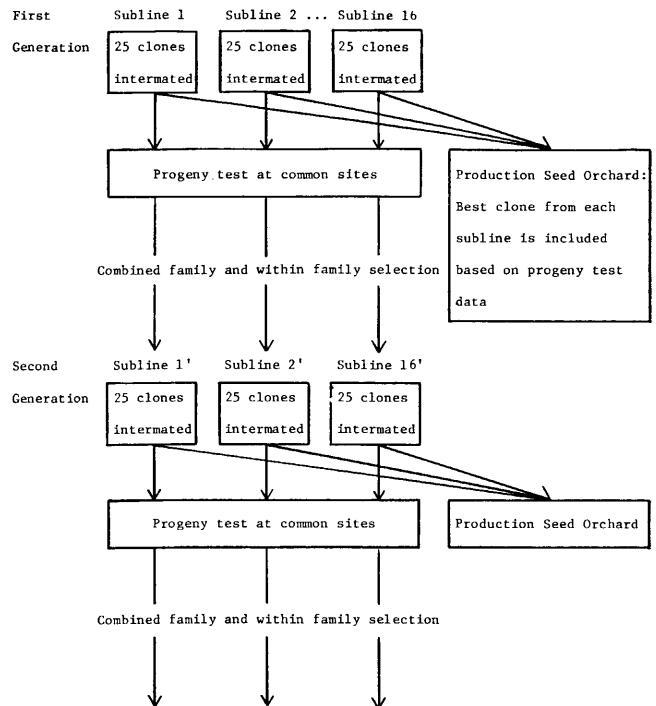 First Subline 1 Subline 2 ... Subline 16
Generation 25 clones 25 clones 25 clones
intermated intermated intermated
Progeny test at common sites
Production Seed Orchard:
Best clone from each
subline is included
based on progeny test
data
Combined family and within family selection
Second Subline 1' Subline 2' Subline 16'
Generation 25 clones 25 clones 25 clones
intermated intermated intermated
Progeny test at common sites Production Seed Orchard
Combined family and within family selection